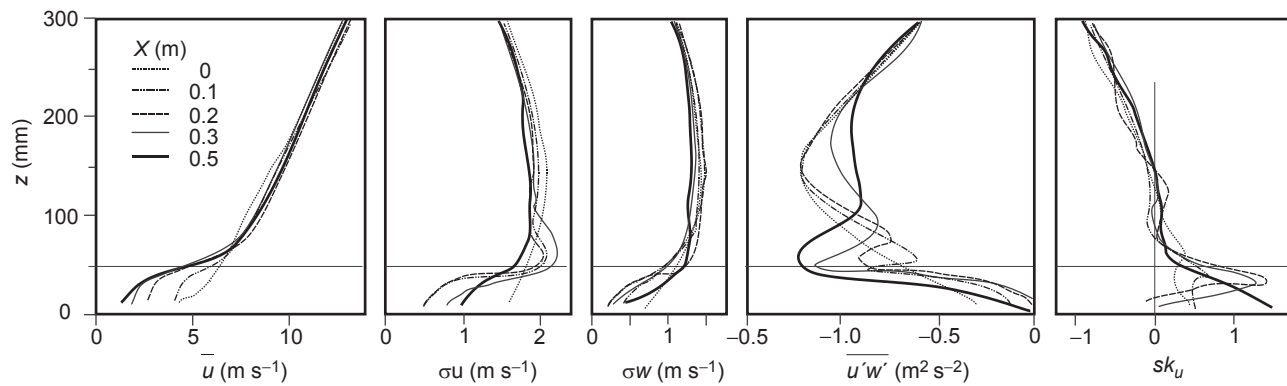 300
200
100
0
z (mm)
X (m)
0
0.1
0.2
0.3
0.5
0 5 10
u (m s⁻¹)
0 1 2
σu (m s⁻¹)
0 1
σw (m s⁻¹)
−0.5 −1.0 −0.5 0
u′w′ (m² s⁻²)
−1 0 1
skᵤ